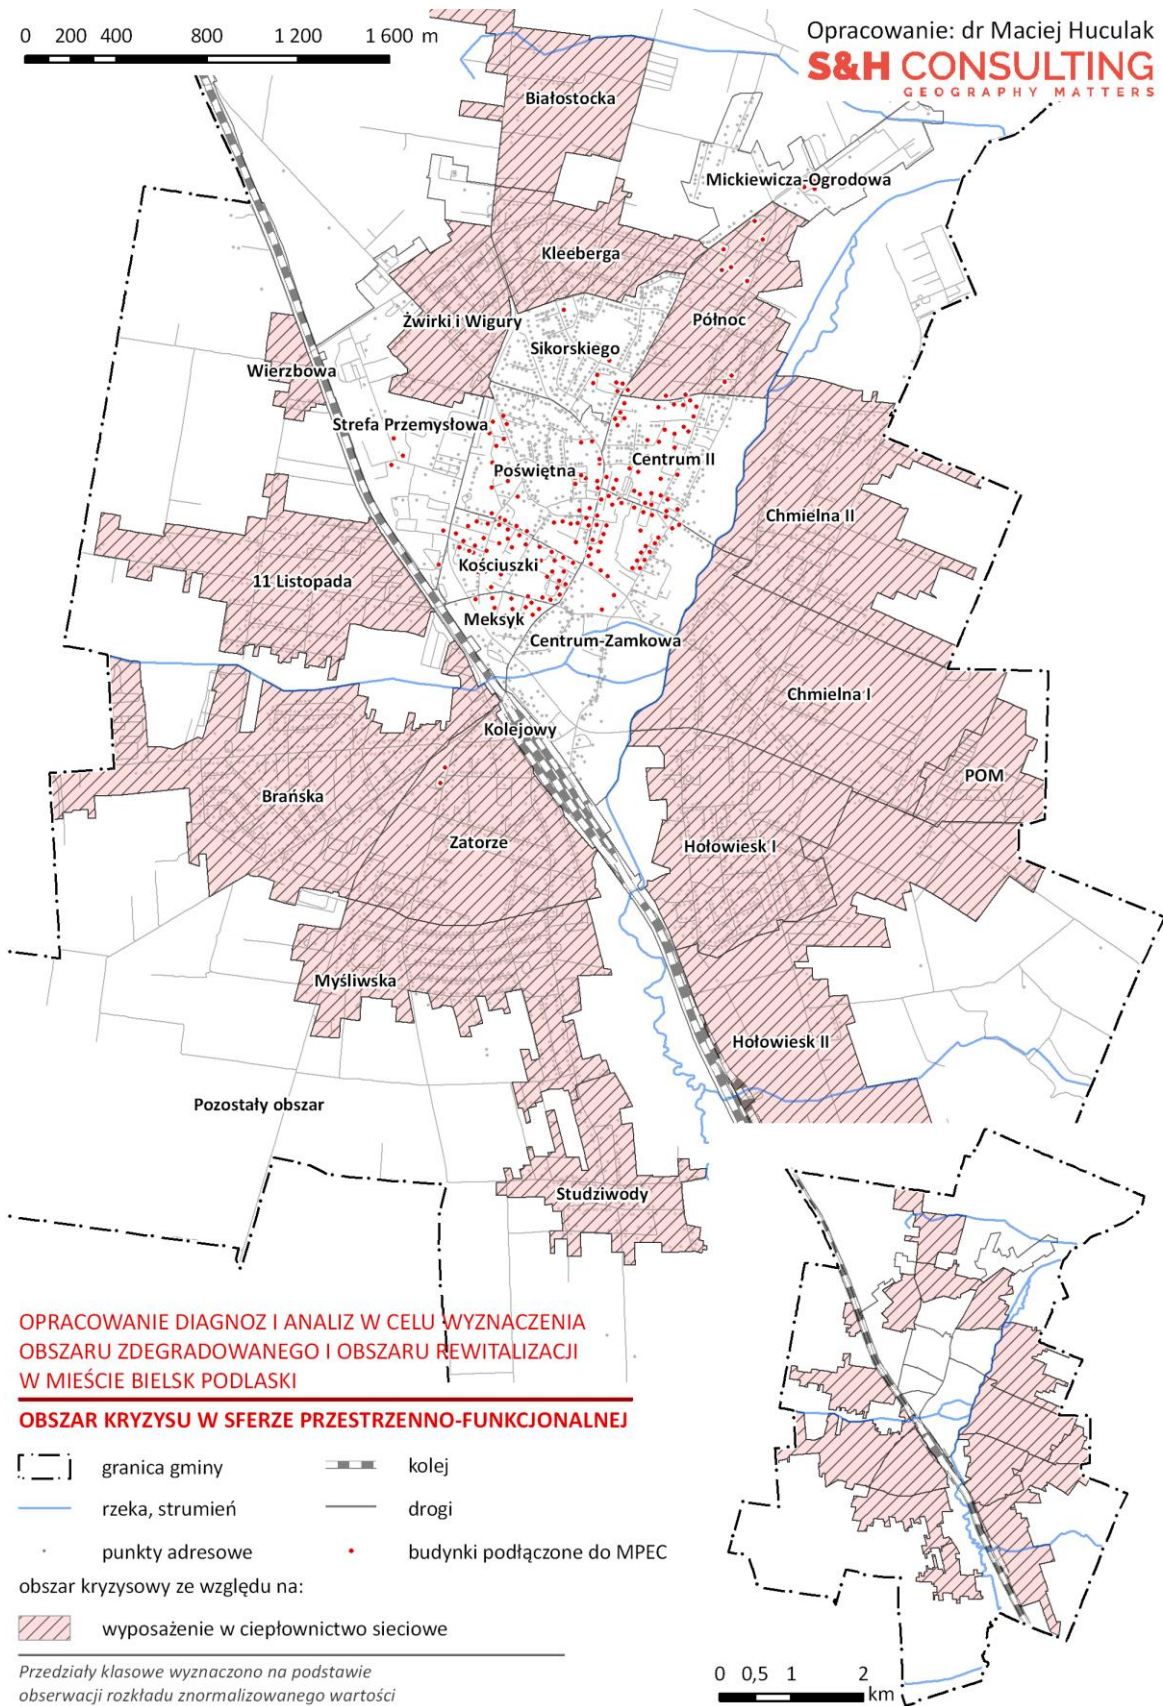 0 200 400 800 1 200 1 600 m
Opracowanie: dr Maciej Huculak
S&H CONSULTING
GEOGRAPHY MATTERS
Białostocka
Mickiewicza-Ogrodowa
Kleeberga
Żwirki i Wigury
Północ
Sikorskiego
Wierzbowa
Strefa Przemysłowa
Centrum II
Poświętna
Chmielna II
Kościuszki
11 Listopada
Meksyk
Centrum-Zamkowa
Chmielna I
Kolejowy
POM
Brańska
Zatorze
Hołowiesk I
Myśliwska
Hołowiesk II
Pozostały obszar
Studziwody
OPRACOWANIE DIAGNOZ I ANALIZ W CELU WYZNACZENIA
OBSZARU ZDEGRADOWANEGO I OBSZARU REWITALIZACJI
W MIEŚCIE BIELSK PODLASKI
OBSZAR KRYZYSU W SFERZE PRZESTRZENNO-FUNKCJONALNEJ
granica gminy
kolej
rzeka, strumień
drogi
punkty adresowe
budynki podłączone do MPEC
obszar kryzysowy ze względu na:
wyposażenie w ciepłownictwo sieciowe
Przedziały klasowe wyznaczono na podstawie
obserwacji rozkładu znormalizowanego wartości
0 0,5 1 2
km